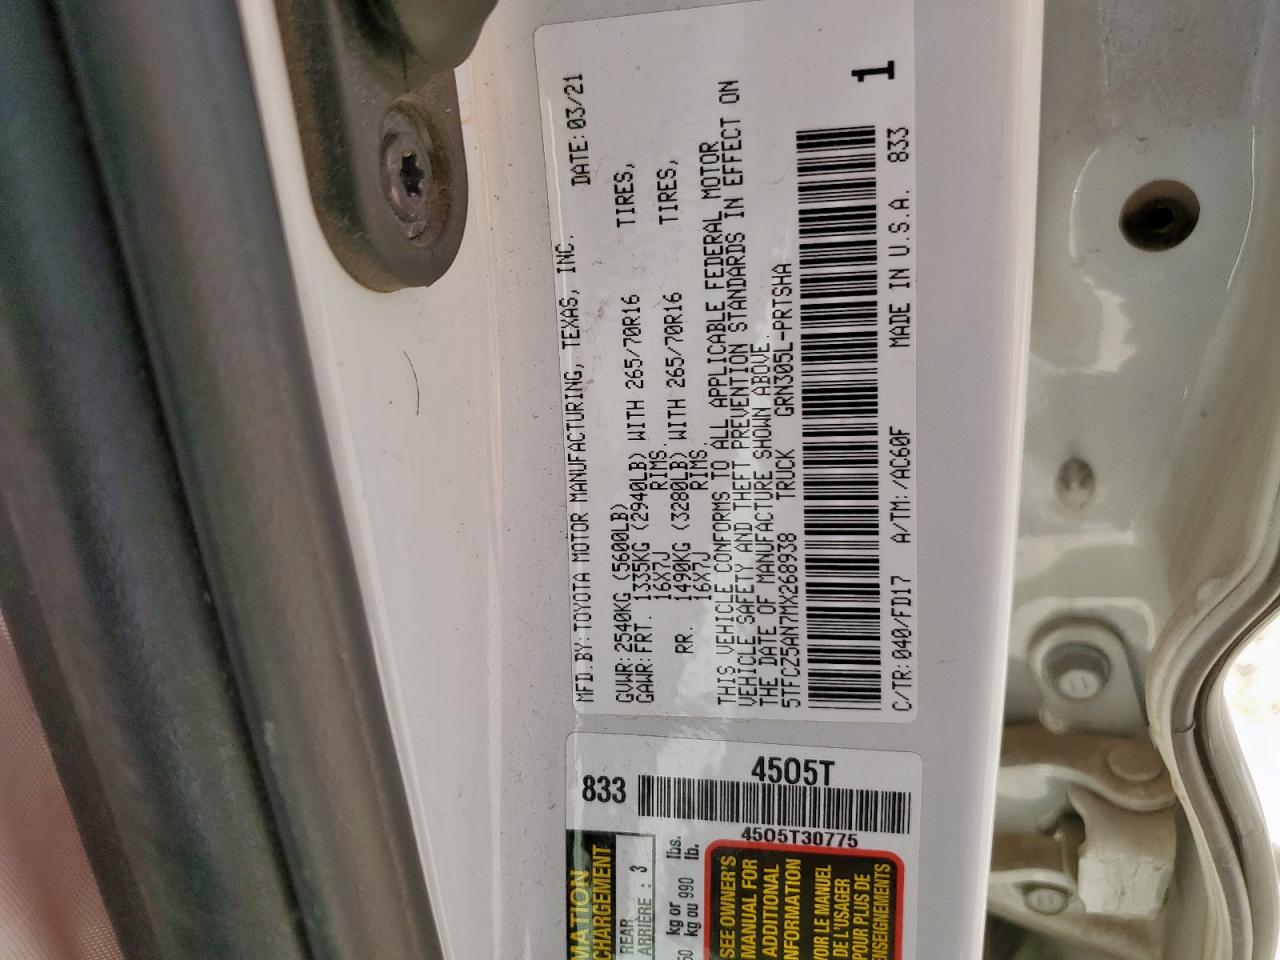 MFD.BY: TOYOTA MOTOR MANUFACTURING, TEXAS, INC. DATE: 03/21
GVWR: 2540KG (5600LB)
GAWR: FRT. 1335KG (2940LB) WITH 265/70R16 TIRES,
16X7J RIMS.
RR. 1490KG (3280LB) WITH 265/70R16 TIRES,
16X7J RIMS.
THIS VEHICLE CONFORMS TO ALL APPLICABLE FEDERAL MOTOR
VEHICLE SAFETY AND THEFT PREVENTION STANDARDS IN EFFECT ON
THE DATE OF MANUFACTURE SHOWN ABOVE.
5TFCZ5AN7MX268938 TRUCK GRN305L-PRTSHA
C/TR: 040/FD17 A/TM: /AC60F MADE IN U.S.A. 833
1
833
4505T
4505T30775
MATION
CHARGEMENT
REAR
ARRIÈRE : 3
kg or lbs.
kg ou 990 lb.
SEE OWNER'S
MANUAL FOR
ADDITIONAL
NFORMATION
VOIR LE MANUEL
DE L'USAGER
POUR PLUS DE
ENSEIGNEMENTS